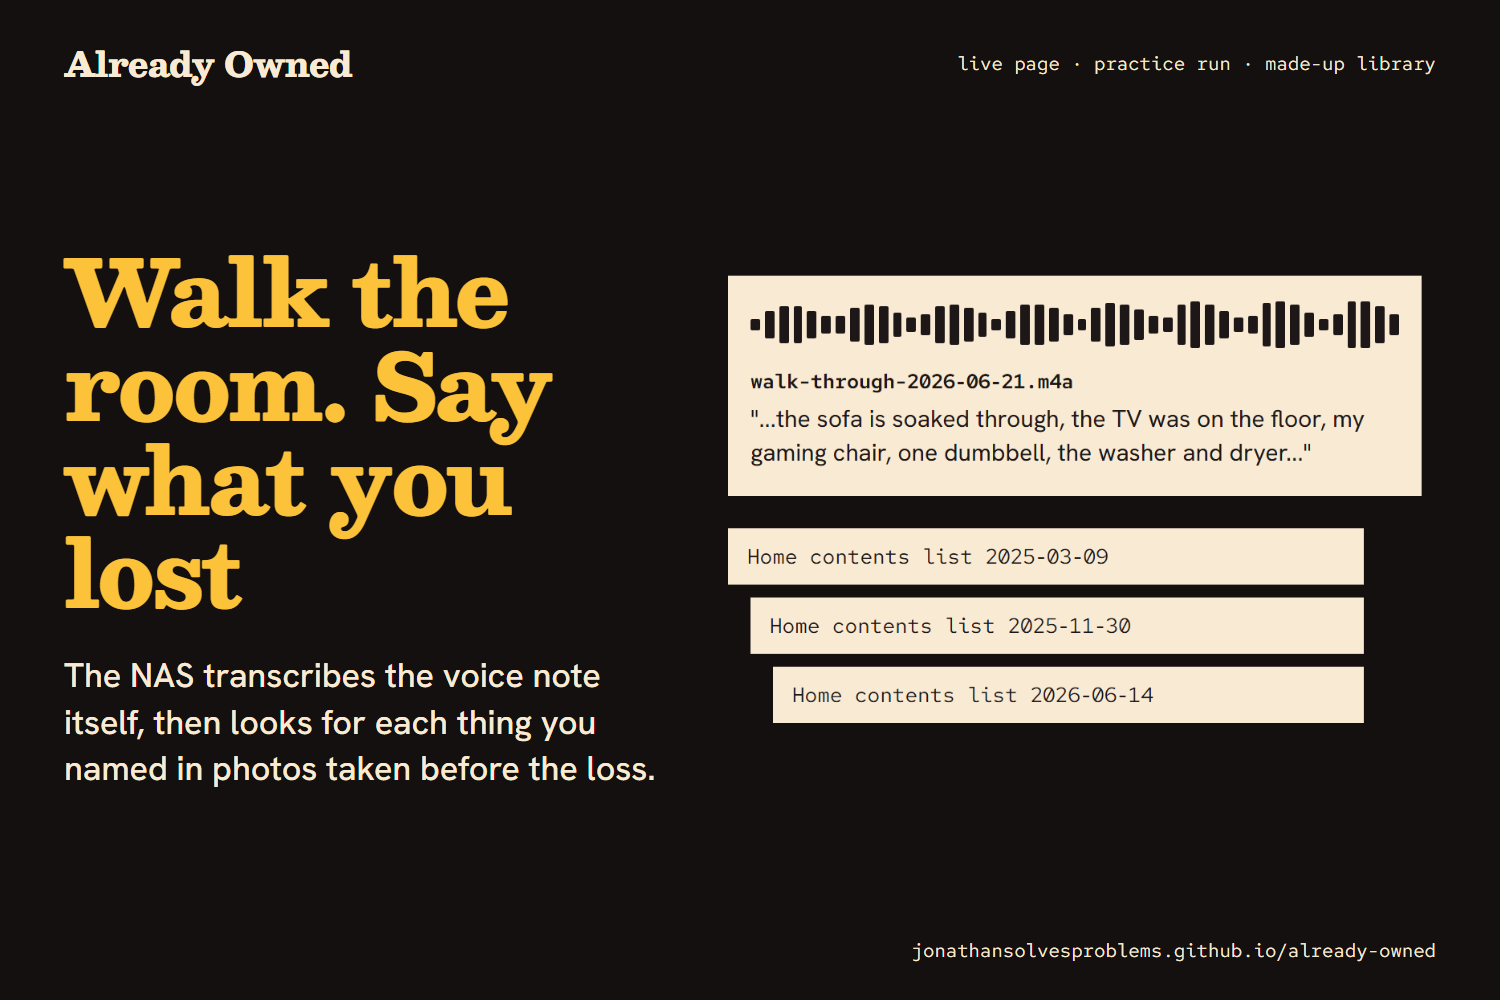 Already Owned
live page · practice run · made-up library
Walk the
room. Say
what you
lost
The NAS transcribes the voice note
itself, then looks for each thing you
named in photos taken before the loss.
walk-through-2026-06-21.m4a
"...the sofa is soaked through, the TV was on the floor, my
gaming chair, one dumbbell, the washer and dryer..."
Home contents list 2025-03-09
Home contents list 2025-11-30
Home contents list 2026-06-14
jonathansolvesproblems.github.io/already-owned